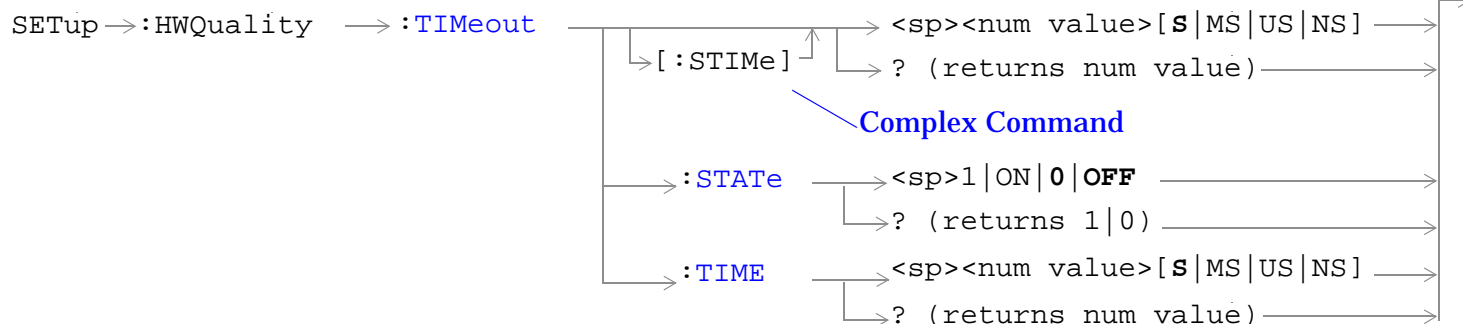 SETup :HWQuality :TIMeout <sp><num value>[S|MS|US|NS]
[:STIMe] ? (returns num value)
Complex Command
:STATe <sp>1|ON|0|OFF
? (returns 1|0)
:TIME <sp><num value>[S|MS|US|NS]
? (returns num value)